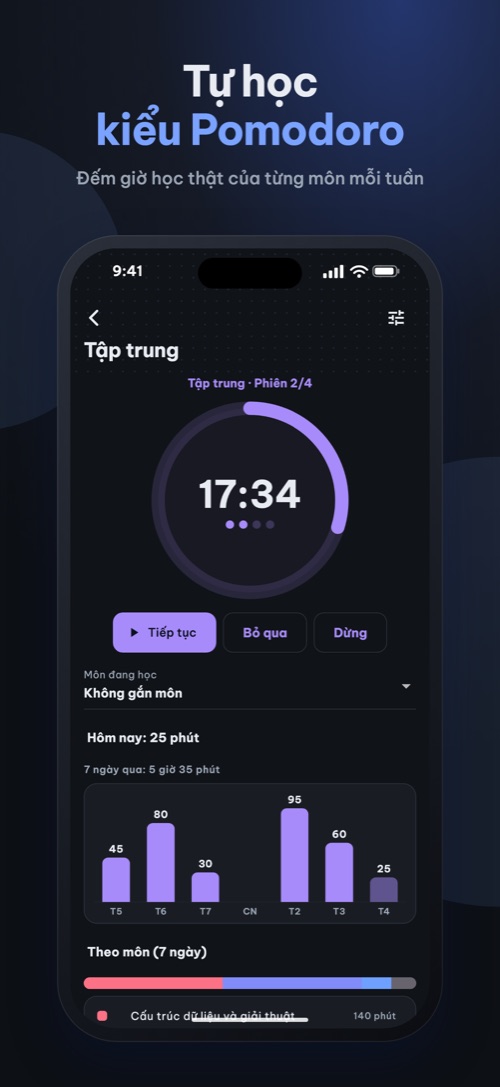 Tự học
kiểu Pomodoro
Đếm giờ học thật của từng môn mỗi tuần
9:41
Tập trung
Tập trung · Phiên 2/4
17:34
Tiếp tục
Bỏ qua
Dừng
Môn đang học
Không gắn môn
Hôm nay: 25 phút
7 ngày qua: 5 giờ 35 phút
45
80
30
95
60
25
T5
T6
T7
CN
T2
T3
T4
Theo môn (7 ngày)
Cấu trúc dữ liệu và giải thuật
140 phút